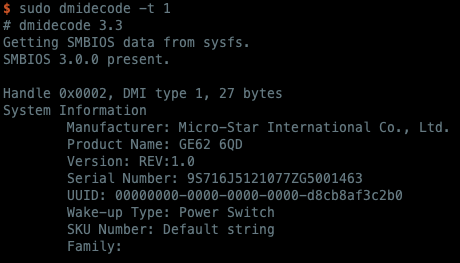 $ sudo dmidecode -t 1
# dmidecode 3.3
Getting SMBIOS data from sysfs.
SMBIOS 3.0.0 present.

Handle 0x0002, DMI type 1, 27 bytes
System Information
        Manufacturer: Micro-Star International Co., Ltd.
        Product Name: GE62 6QD
        Version: REV:1.0
        Serial Number: 9S716J5121077ZG5001463
        UUID: 00000000-0000-0000-0000-d8cb8af3c2b0
        Wake-up Type: Power Switch
        SKU Number: Default string
        Family: